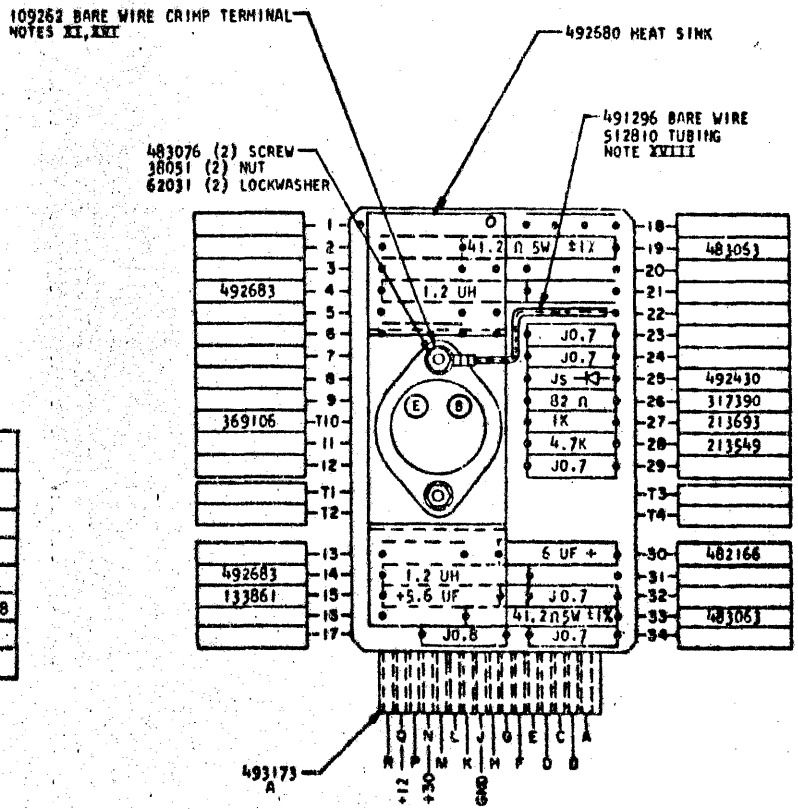 109262 BARE WIRE CRIMP TERMINAL
NOTES XI, XVI
492680 HEAT SINK
491296 BARE WIRE
512810 TUBING
NOTE XVIII
483076 (2) SCREW
38051 (2) NUT
62031 (2) LOCKWASHER
1 18
2 41.2 Ω 5W ±1% 19 483053
3 20
492683 4 1.2 UH 21
5 22
6 J0.7 23
7 J0.7 24
8 JS 25 492430
9 E B 82 Ω 26 317390
369106 T10 1K 27 213693
11 4.7K 28 213549
12 J0.7 29
T1 T3
T2 T4
13 6 UF + 30 482166
492683 14 1.2 UH 31
133861 15 +5.6 UF J0.7 32
16 41.2Ω5W ±1% 33 483063
17 J0.8 J0.7 34
8
R Q P N M L K J H G F E D C B A
+12 +30 GND
493173
A